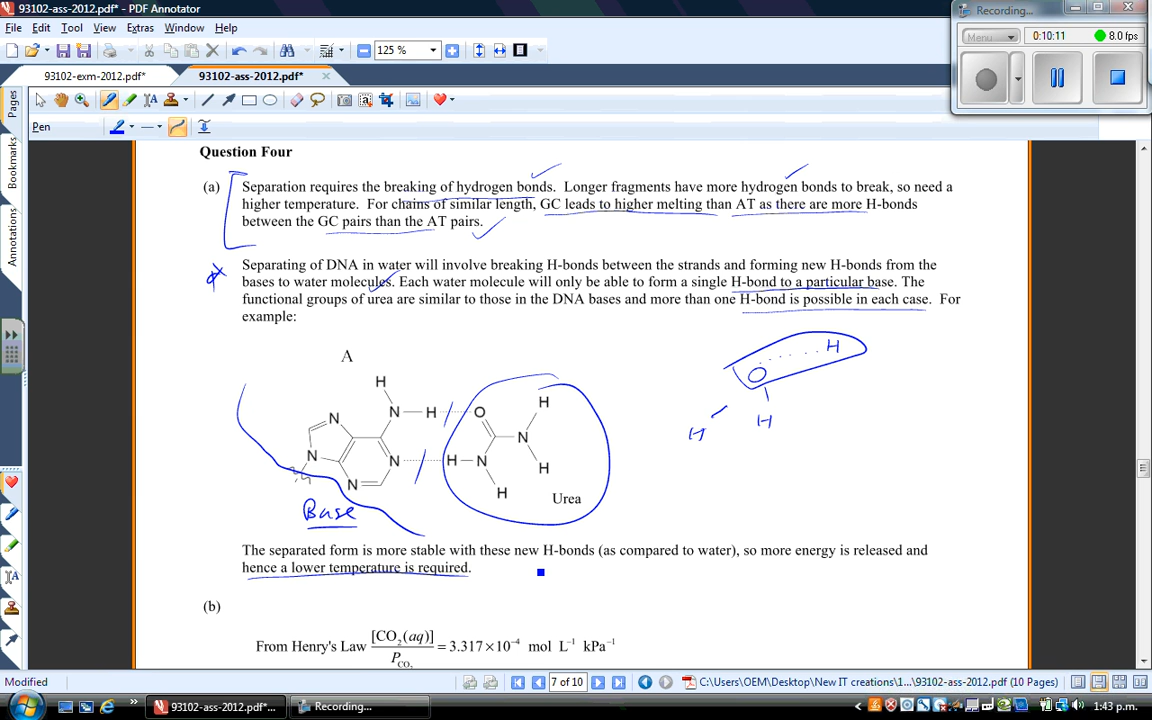 93102-ass-2012.pdf* - PDF Annotator
File Edit Tool View Extras Window Help
125 %
93102-exm-2012.pdf* 93102-ass-2012.pdf*
Pen
Pages
Bookmarks
Annotations
Recording...
Menu
0:10:11 8.0 fps
Question Four
(a) Separation requires the breaking of hydrogen bonds. Longer fragments have more hydrogen bonds to break, so need a
higher temperature. For chains of similar length, GC leads to higher melting than AT as there are more H-bonds
between the GC pairs than the AT pairs.
Separating of DNA in water will involve breaking H-bonds between the strands and forming new H-bonds from the
bases to water molecules. Each water molecule will only be able to form a single H-bond to a particular base. The
functional groups of urea are similar to those in the DNA bases and more than one H-bond is possible in each case. For
example:
A
H
H
N H O
N
N N N
H N H
N H
Urea
Base
H
O
H H
The separated form is more stable with these new H-bonds (as compared to water), so more energy is released and
hence a lower temperature is required.
(b)
From Henry's Law [CO2(aq)] / PCO2 = 3.317×10⁻⁴ mol L⁻¹ kPa⁻¹
Modified
7 of 10
C:\Users\OEM\Desktop\New IT creations\1...\93102-ass-2012.pdf (10 Pages)
93102-ass-2012.pdf*... Recording...
1:43 p.m.